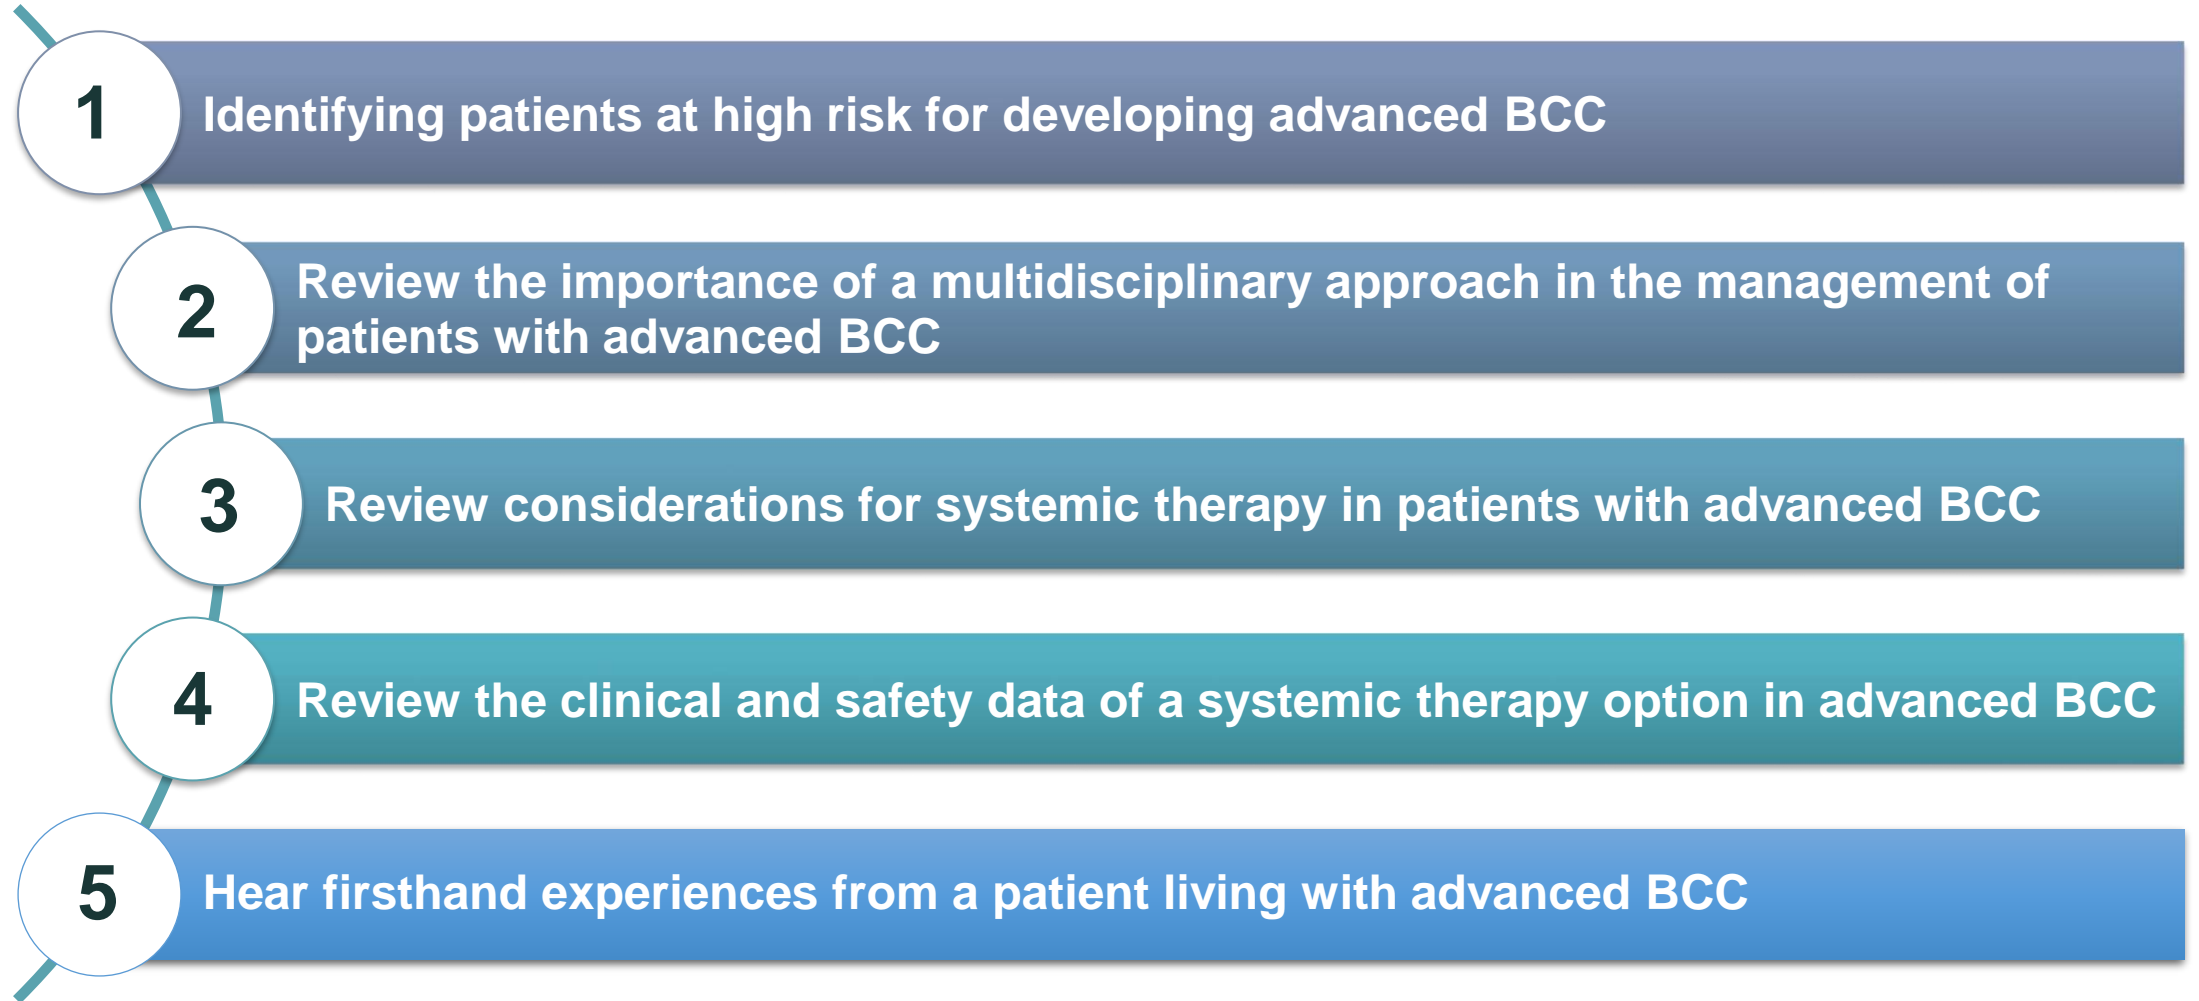 1
Identifying patients at high risk for developing advanced BCC
2
Review the importance of a multidisciplinary approach in the management of
patients with advanced BCC
3
Review considerations for systemic therapy in patients with advanced BCC
4
Review the clinical and safety data of a systemic therapy option in advanced BCC
5
Hear firsthand experiences from a patient living with advanced BCC